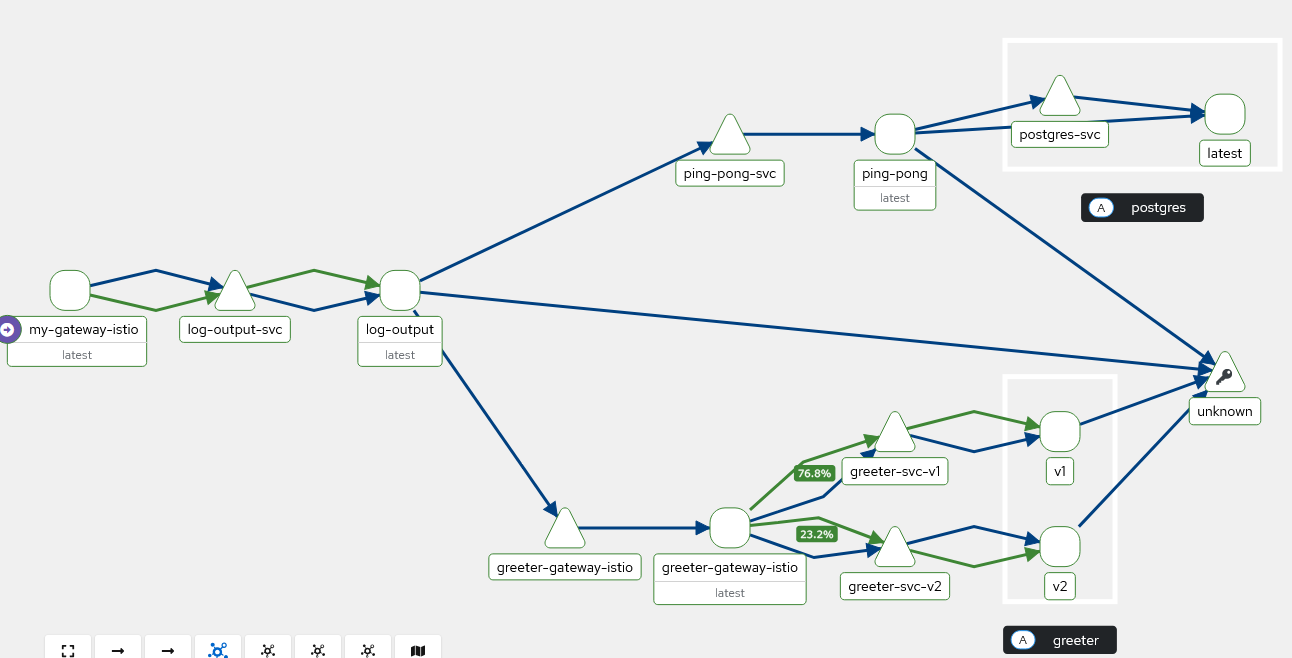 postgres-svc
latest
ping-pong-svc
ping-pong
latest
A postgres
my-gateway-istio
latest
log-output-svc
log-output
latest
unknown
76.8%
greeter-svc-v1
v1
23.2%
greeter-gateway-istio
greeter-gateway-istio
latest
greeter-svc-v2
v2
A greeter